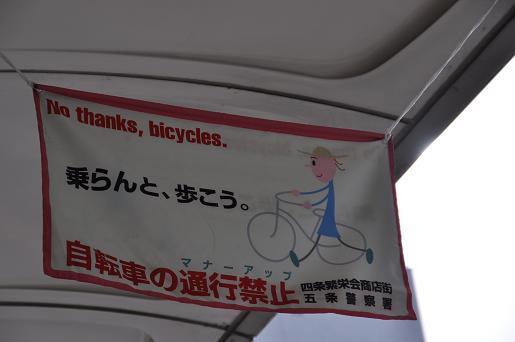 No thanks, bicycles.
乗らんと、歩こう。
マナーアップ
自転車の通行禁止
四条繁栄会商店街
五条警察署